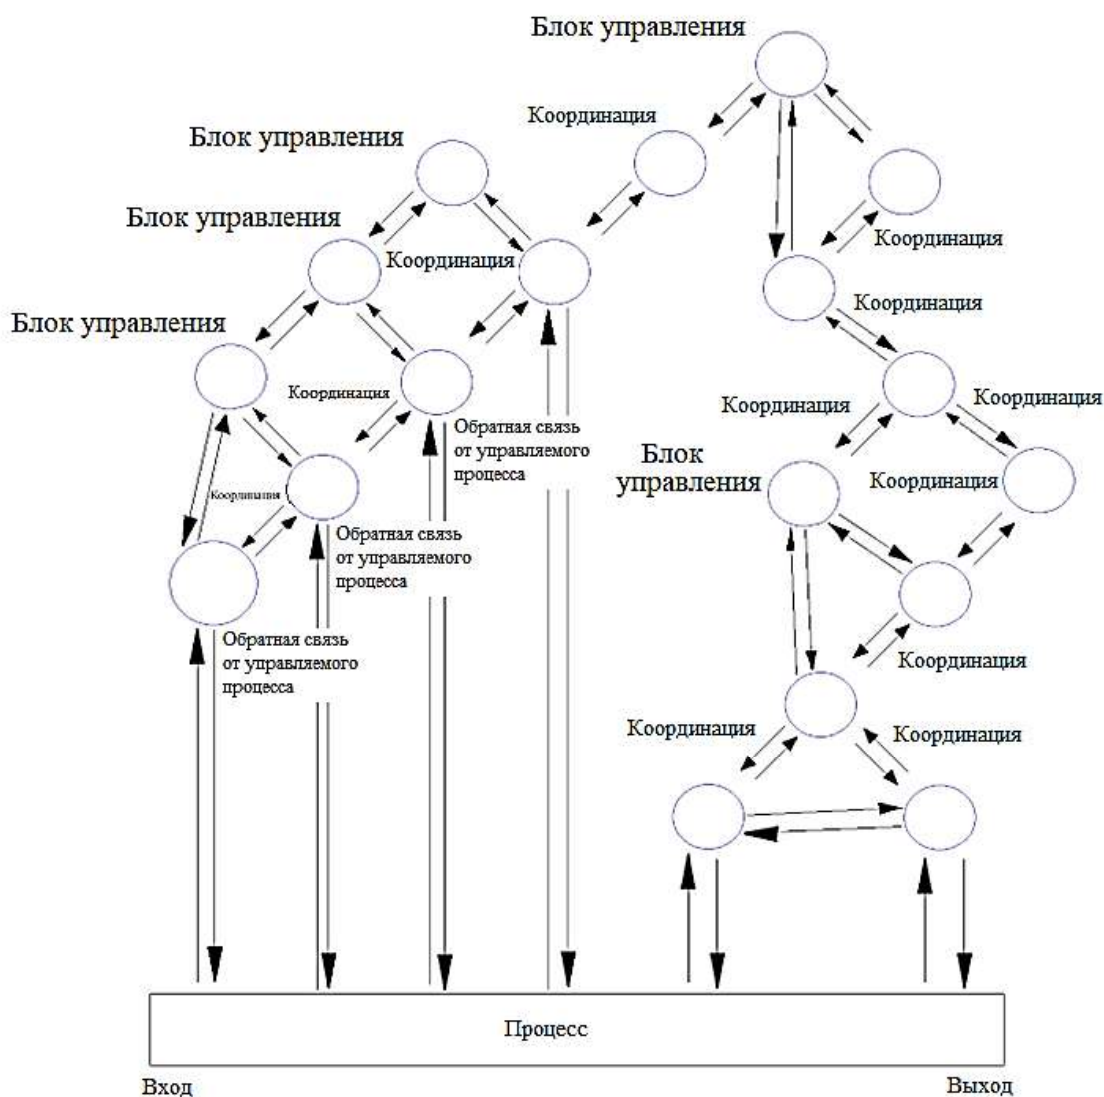 Блок управления
Координация
Блок управления
Блок управления
Координация
Координация
Координация
Блок управления
Координация
Координация
Координация
Обратная связь
от управляемого
процесса
Блок
управления
Координация
Координация
Обратная связь
от управляемого
процесса
Обратная связь
от управляемого
процесса
Координация
Координация
Координация
Процесс
Вход
Выход